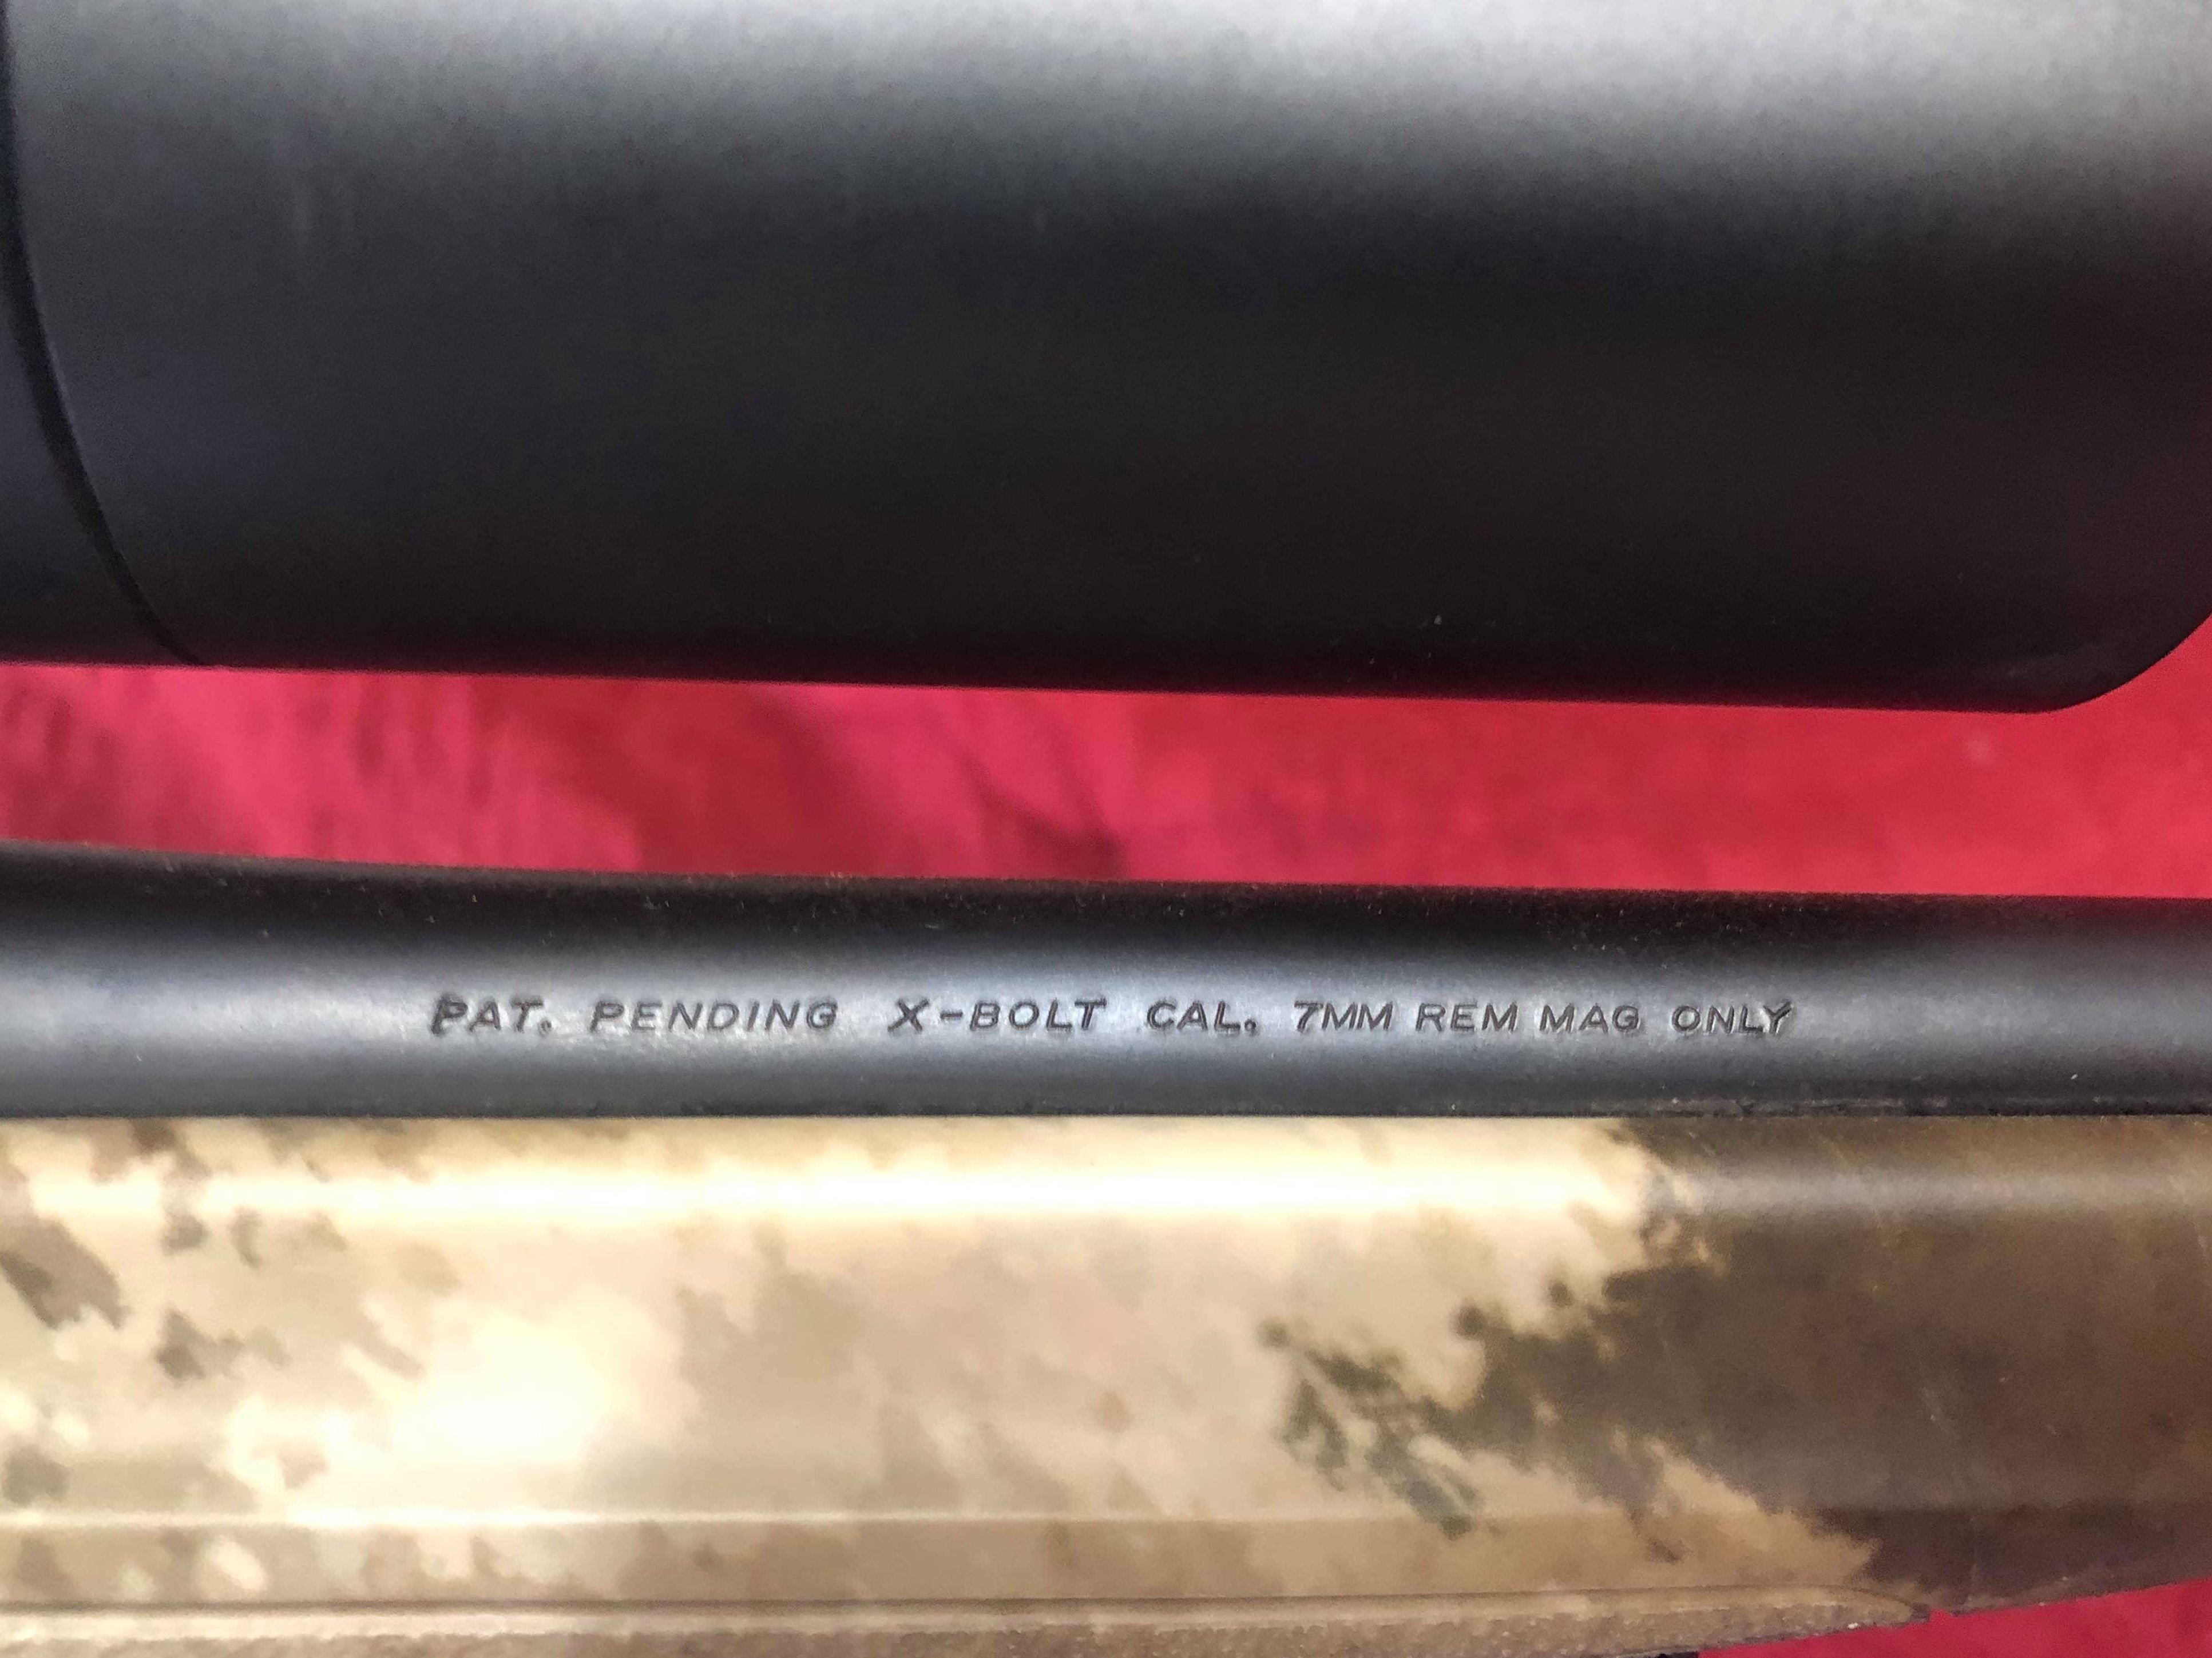 PAT. PENDING X-BOLT CAL. 7MM REM MAG ONLY